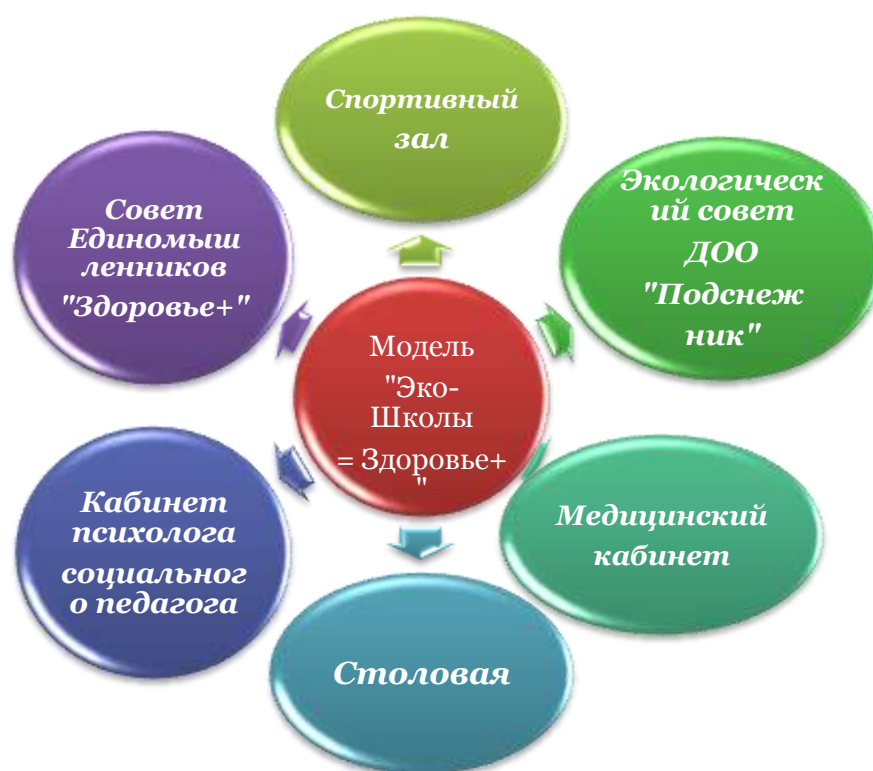 Спортивный
зал
Экологическ
ий совет
ДОО
"Подснеж
ник"
Медицинский
кабинет
Столовая
Кабинет
психолога
социальног
о педагога
Совет
Единомыш
ленников
"Здоровье+"
Модель
"Эко-
Школы
= Здоровье+
"